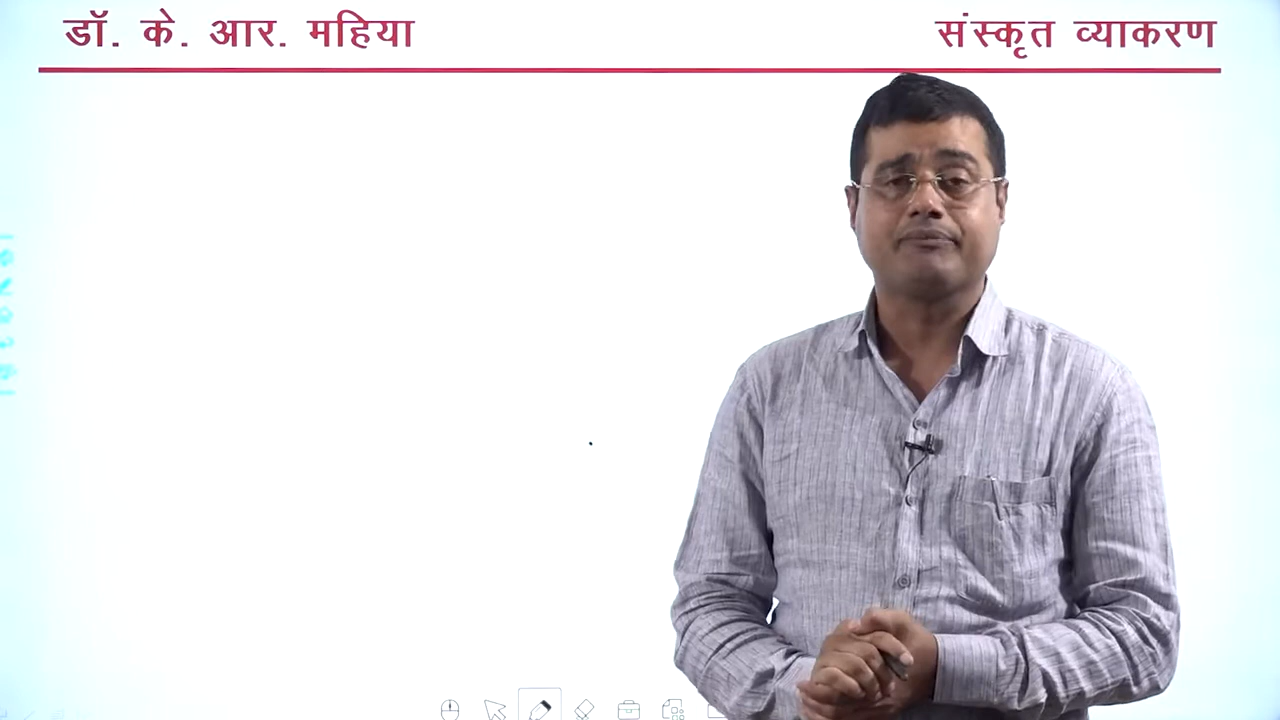 डॉ. के. आर. महिया
संस्कृत व्याकरण